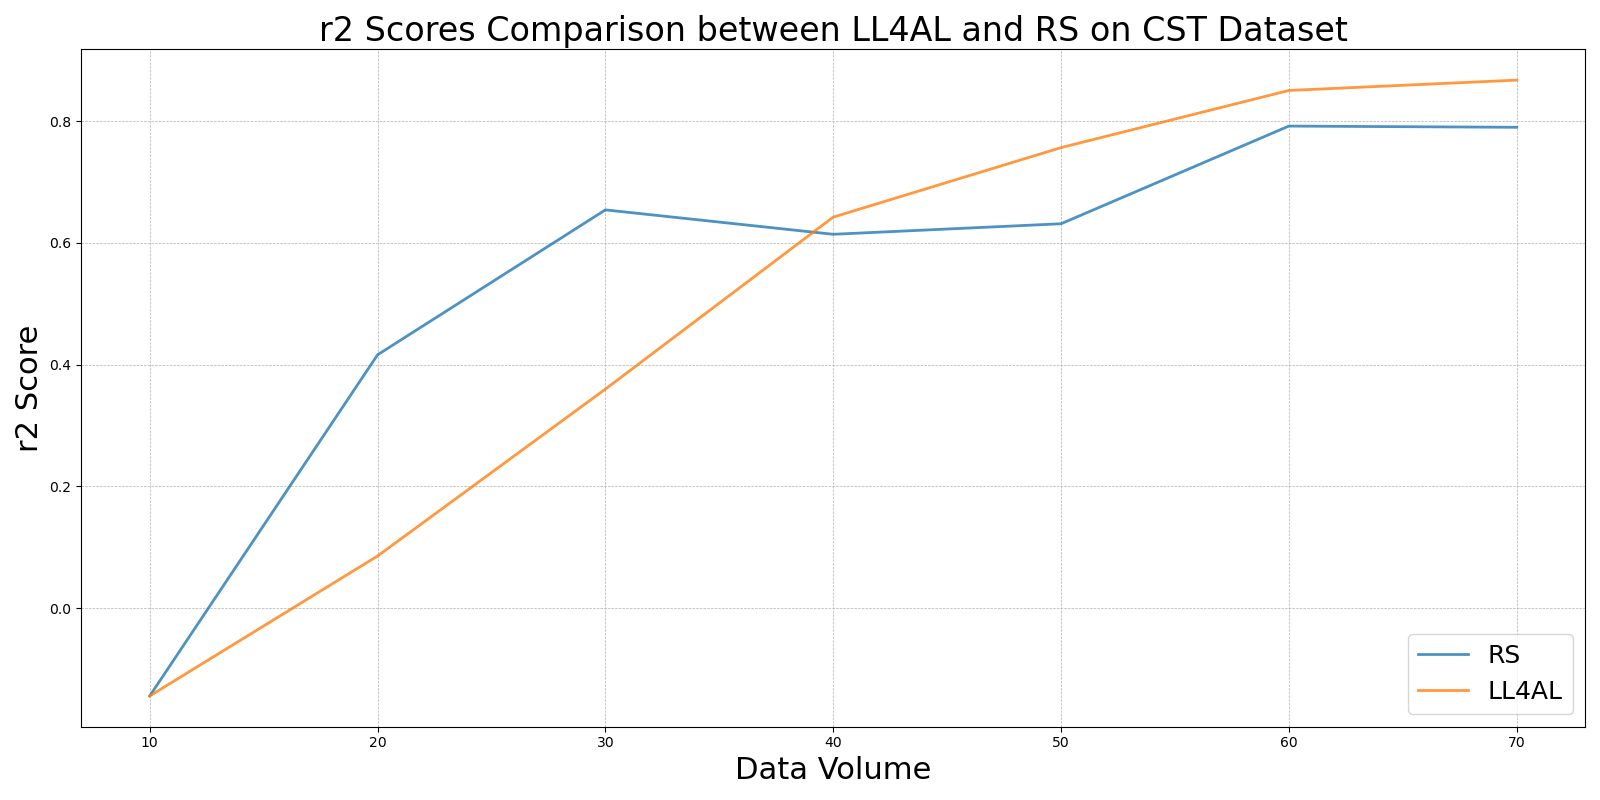 r2 Scores Comparison between LL4AL and RS on CST Dataset
r2 Score
0.8
0.6
0.4
0.2
0.0
10 20 30 40 50 60 70
Data Volume
RS
LL4AL